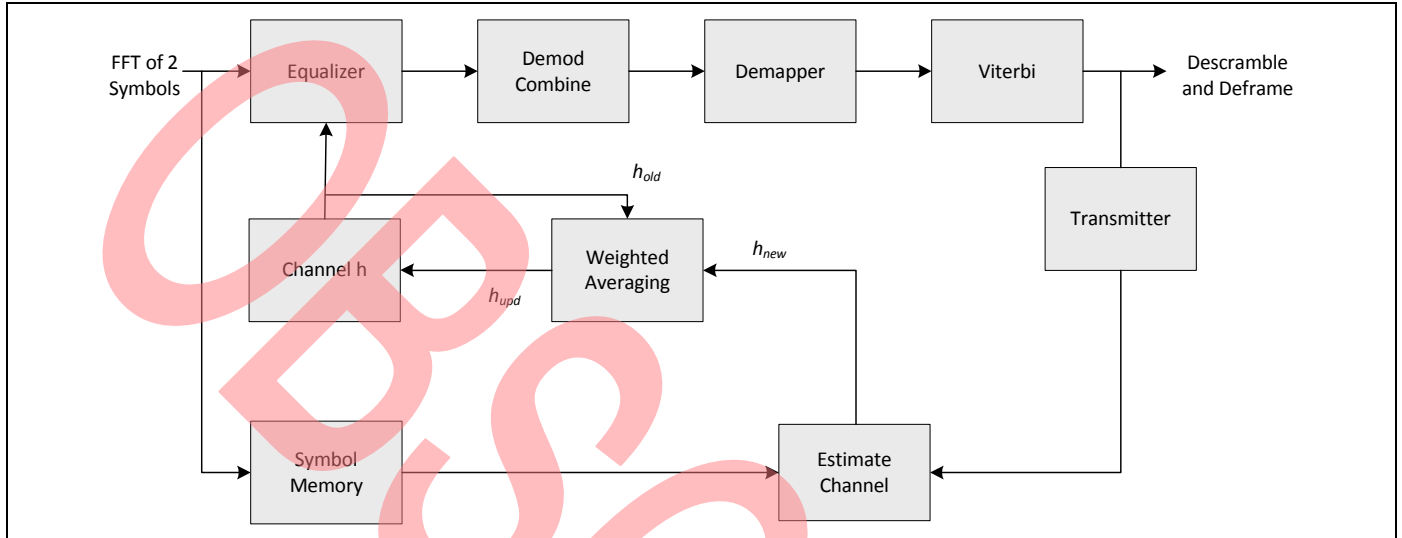 FFT of 2
Symbols
Equalizer
Demod
Combine
Demapper
Viterbi
Descramble
and Deframe
h_old
Transmitter
Channel h
Weighted
Averaging
h_new
h_upd
Symbol
Memory
Estimate
Channel
OBSO